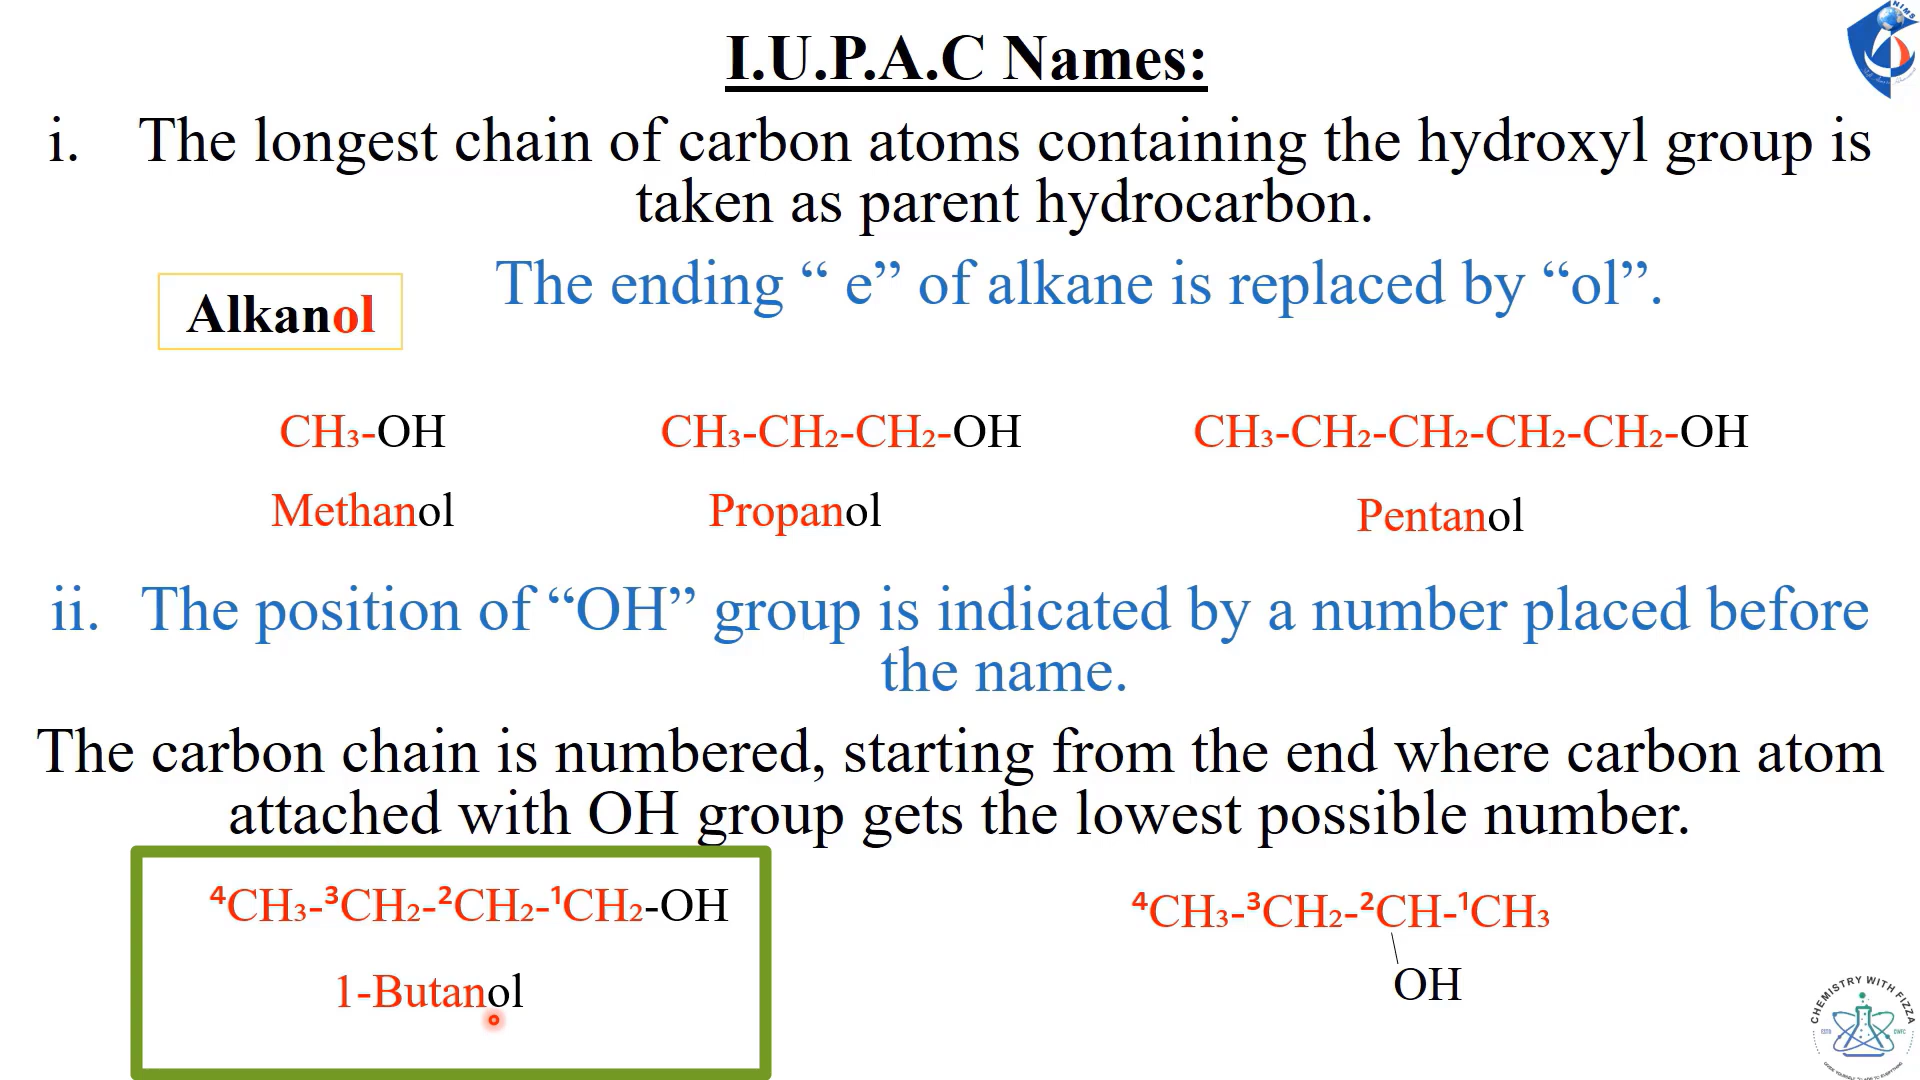 I.U.P.A.C Names:
NIMS
i. The longest chain of carbon atoms containing the hydroxyl group is
taken as parent hydrocarbon.
Alkanol
The ending “ e” of alkane is replaced by “ol”.
CH₃-OH
CH₃-CH₂-CH₂-OH
CH₃-CH₂-CH₂-CH₂-CH₂-OH
Methanol
Propanol
Pentanol
ii. The position of “OH” group is indicated by a number placed before
the name.
The carbon chain is numbered, starting from the end where carbon atom
attached with OH group gets the lowest possible number.
⁴CH₃-³CH₂-²CH₂-¹CH₂-OH
1-Butanol
⁴CH₃-³CH₂-²CH-¹CH₃
OH
CHEMISTRY WITH FIZZA